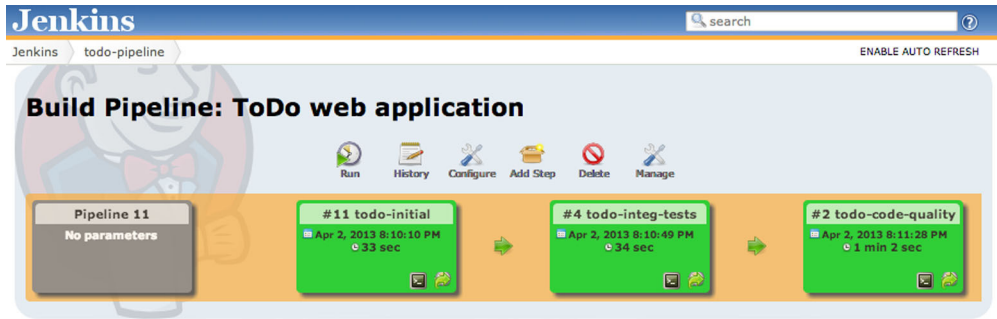 Jenkins
search
Jenkins
todo-pipeline
ENABLE AUTO REFRESH
Build Pipeline: ToDo web application
Run
History
Configure
Add Step
Delete
Manage
Pipeline 11
No parameters
#11 todo-initial
Apr 2, 2013 8:10:10 PM
33 sec
#4 todo-integ-tests
Apr 2, 2013 8:10:49 PM
34 sec
#2 todo-code-quality
Apr 2, 2013 8:11:28 PM
1 min 2 sec